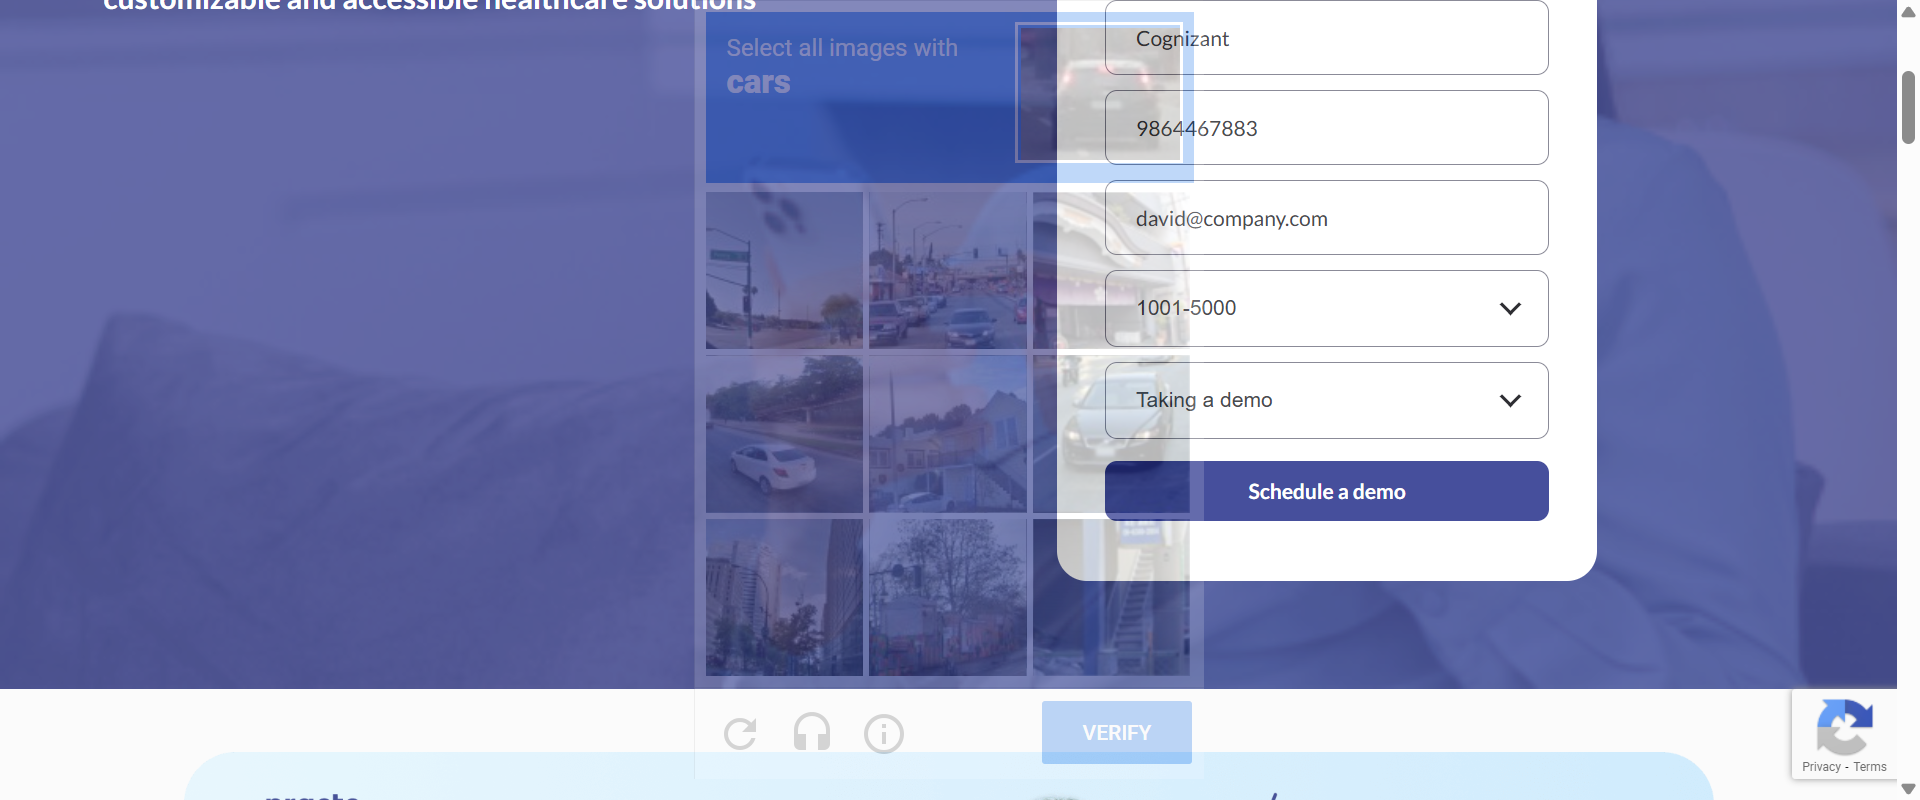 customizable and accessible healthcare solutions
Select all images with
cars
Cognizant
9864467883
david@company.com
1001-5000
Taking a demo
Schedule a demo
VERIFY
Privacy - Terms